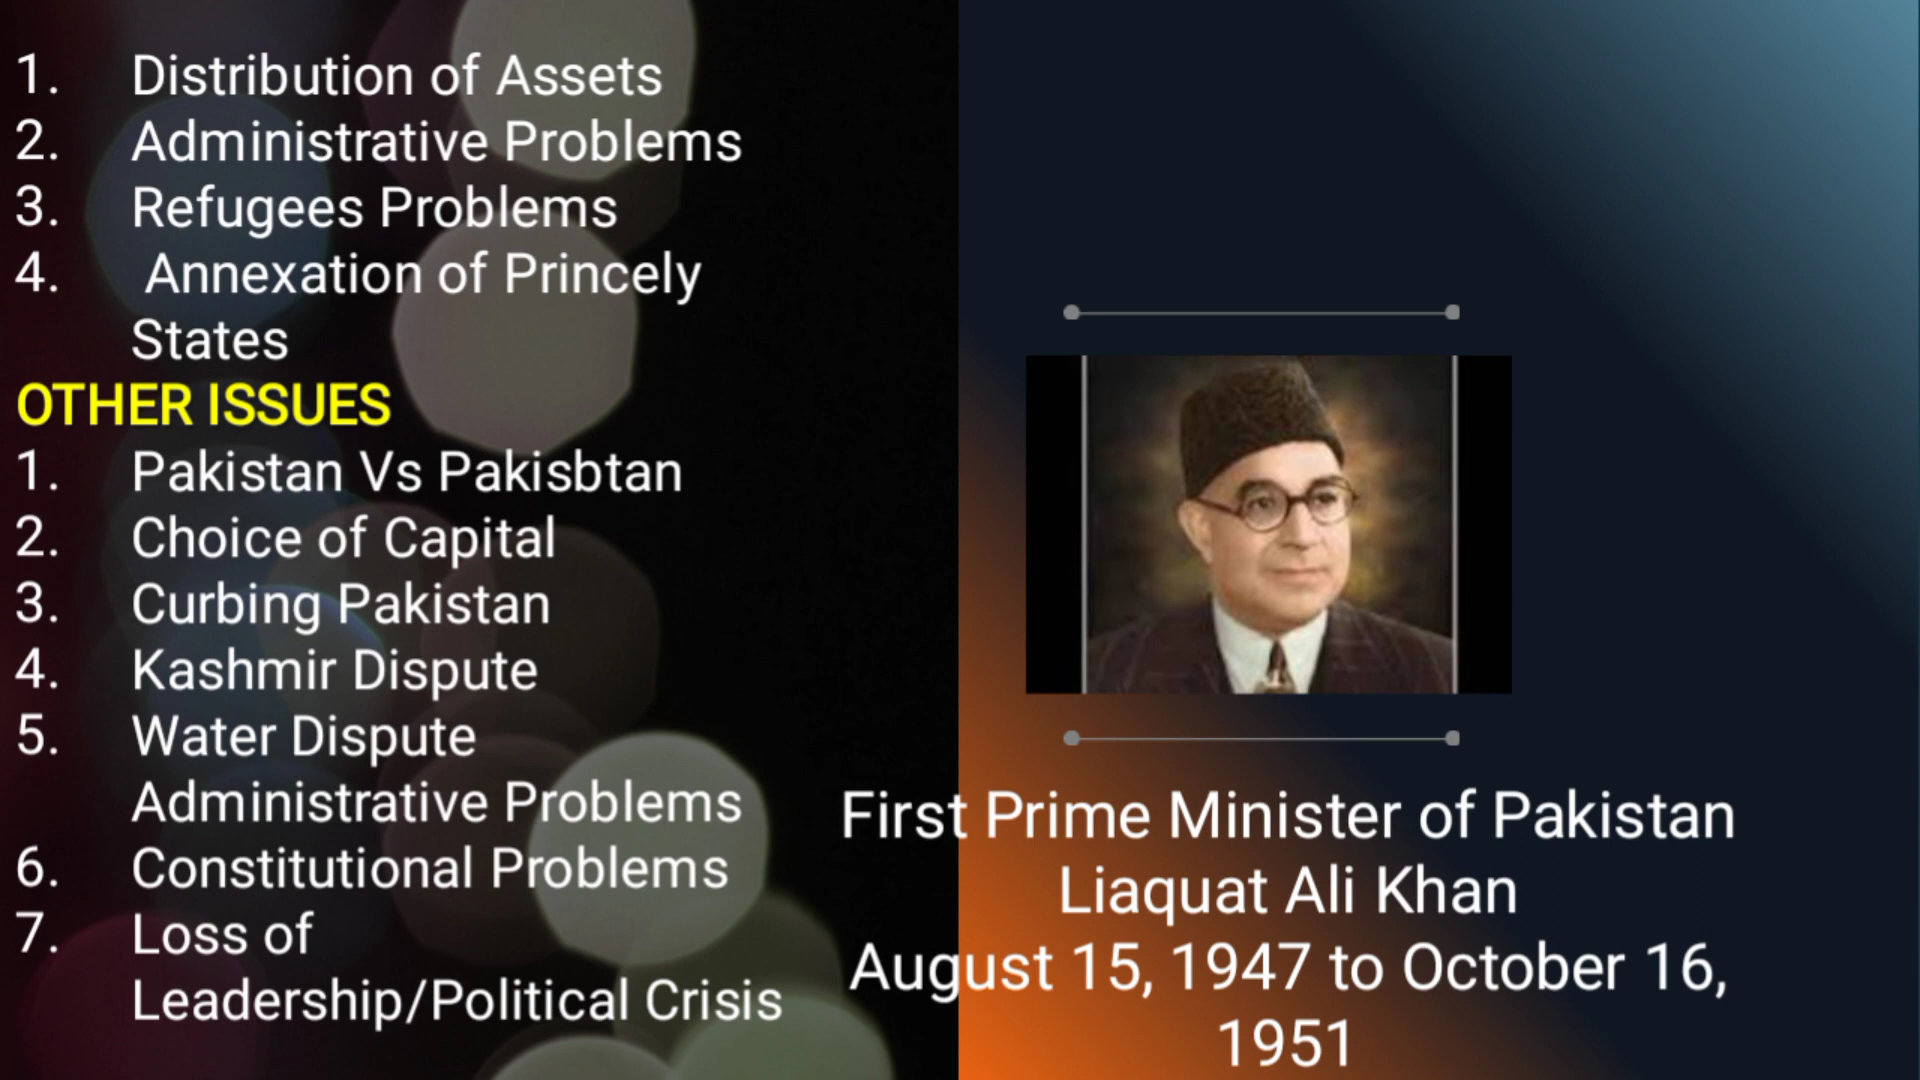 1. Distribution of Assets
2. Administrative Problems
3. Refugees Problems
4. Annexation of Princely
States
OTHER ISSUES
1. Pakistan Vs Pakisbtan
2. Choice of Capital
3. Curbing Pakistan
4. Kashmir Dispute
5. Water Dispute
Administrative Problems
6. Constitutional Problems
7. Loss of
Leadership/Political Crisis
First Prime Minister of Pakistan
Liaquat Ali Khan
August 15, 1947 to October 16,
1951